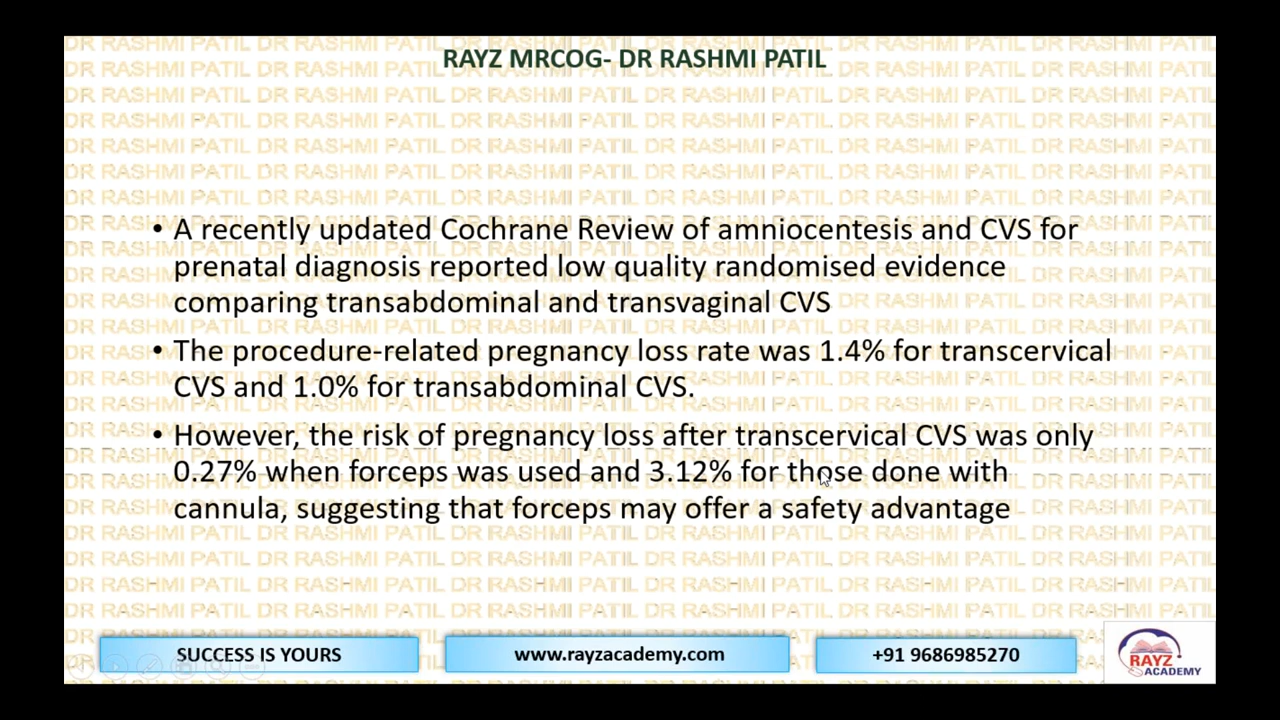 RAYZ MRCOG- DR RASHMI PATIL
• A recently updated Cochrane Review of amniocentesis and CVS for
prenatal diagnosis reported low quality randomised evidence
comparing transabdominal and transvaginal CVS
• The procedure-related pregnancy loss rate was 1.4% for transcervical
CVS and 1.0% for transabdominal CVS.
• However, the risk of pregnancy loss after transcervical CVS was only
0.27% when forceps was used and 3.12% for those done with
cannula, suggesting that forceps may offer a safety advantage
SUCCESS IS YOURS
www.rayzacademy.com
+91 9686985270
RAYZ
ACADEMY